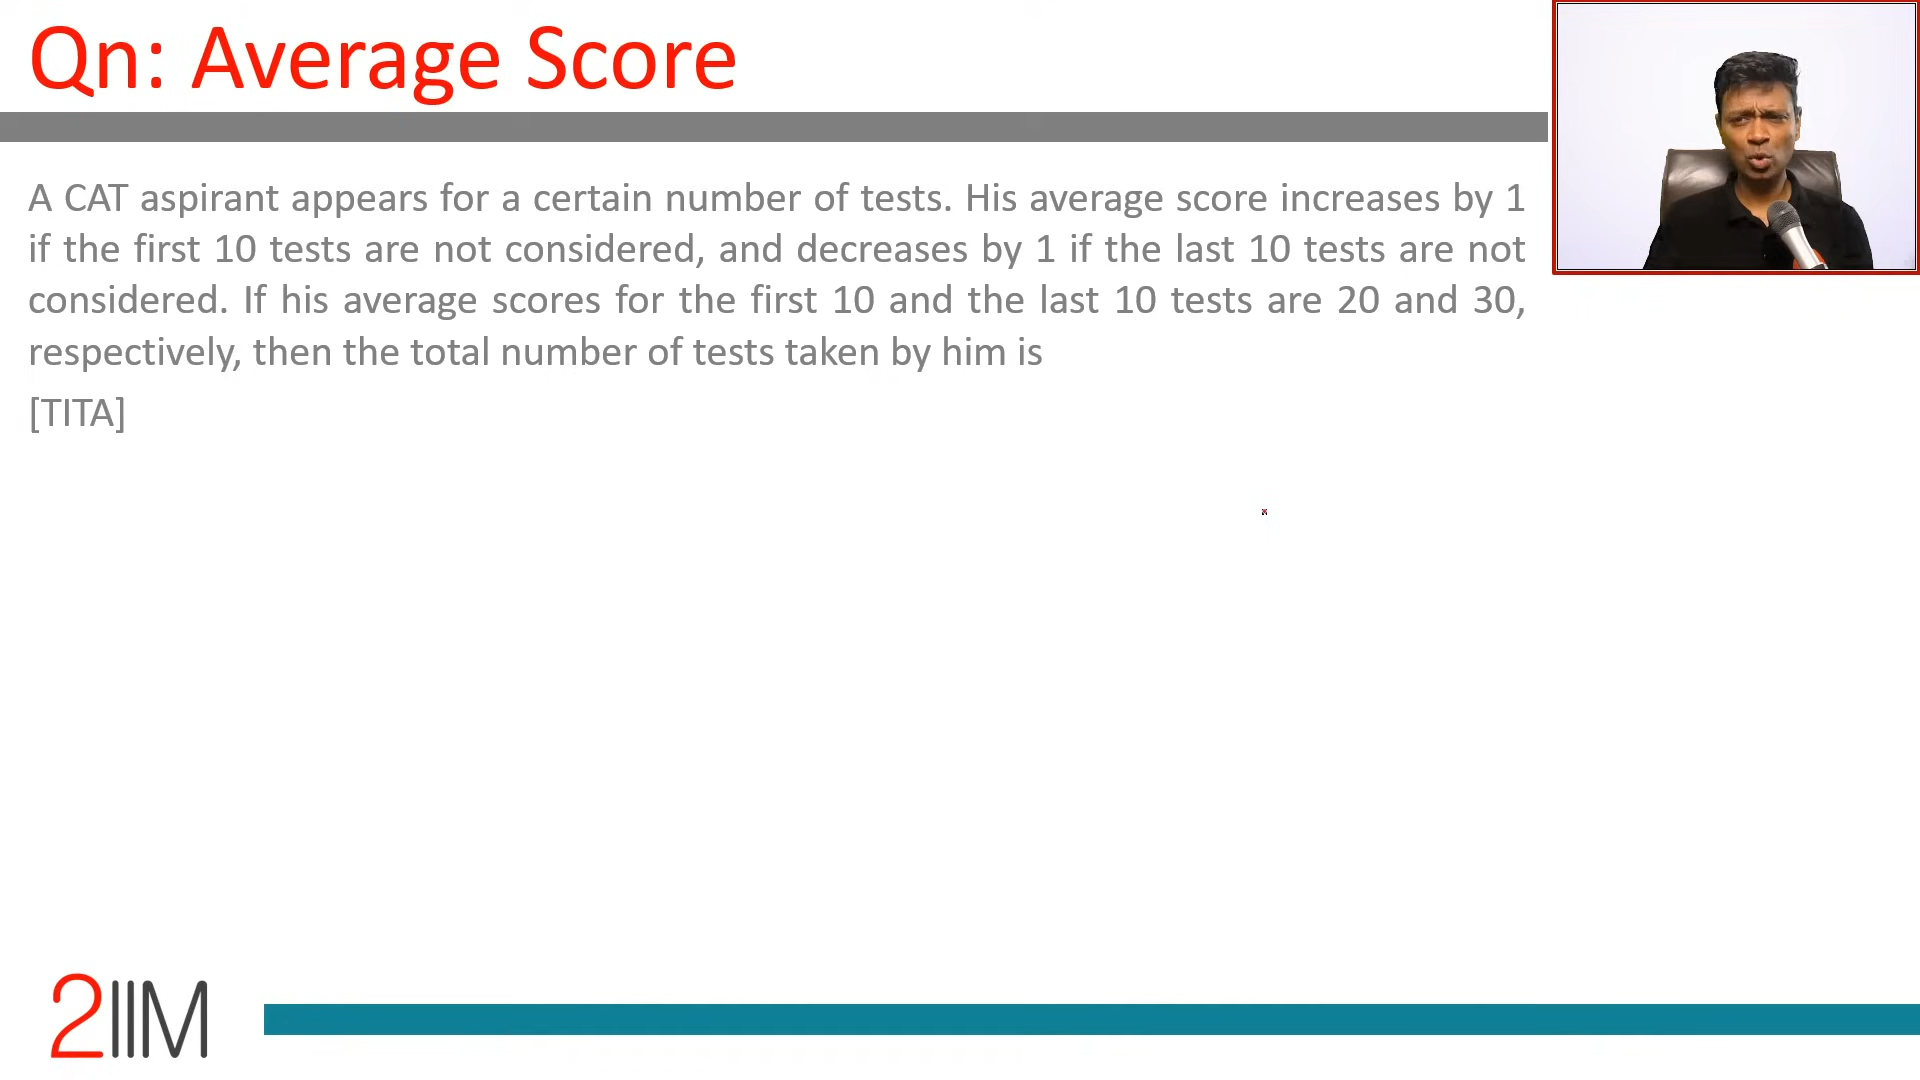 Qn: Average Score
A CAT aspirant appears for a certain number of tests. His average score increases by 1
if the first 10 tests are not considered, and decreases by 1 if the last 10 tests are not
considered. If his average scores for the first 10 and the last 10 tests are 20 and 30,
respectively, then the total number of tests taken by him is
[TITA]
2IIM